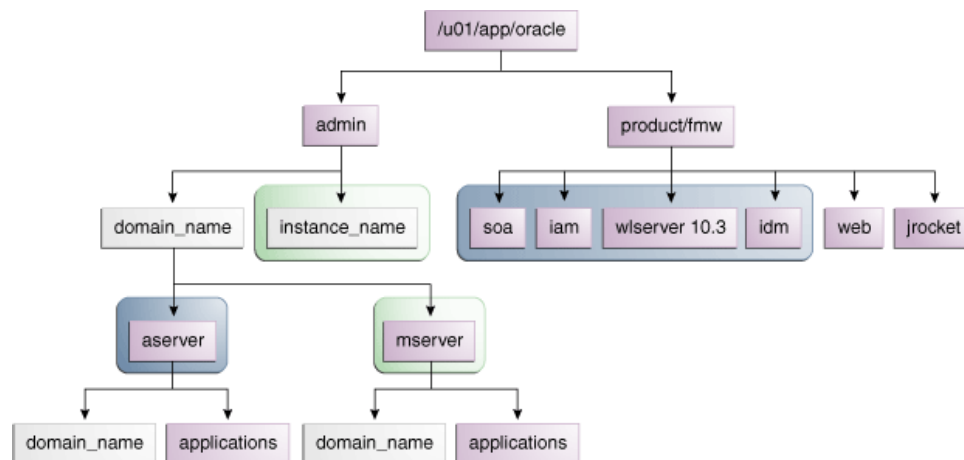 /u01/app/oracle
admin
product/fmw
domain_name
instance_name
soa
iam
wlserver 10.3
idm
web
jrocket
aserver
mserver
domain_name
applications
domain_name
applications